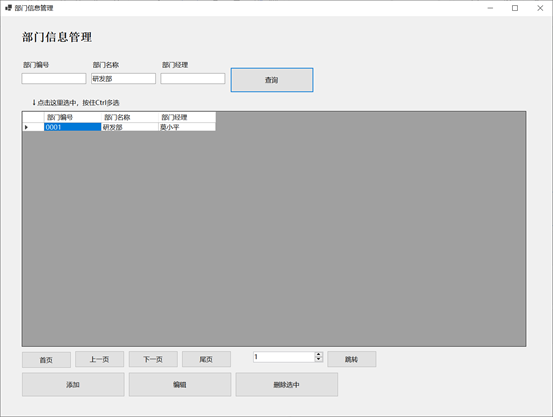 部门信息管理
部门信息管理
部门编号 部门名称 部门经理
研发部 查询
↓点击这里选中，按住Ctrl多选
部门编号 部门名称 部门经理
0001 研发部 莫小平
首页 上一页 下一页 尾页 1 跳转
添加 编辑 删除选中